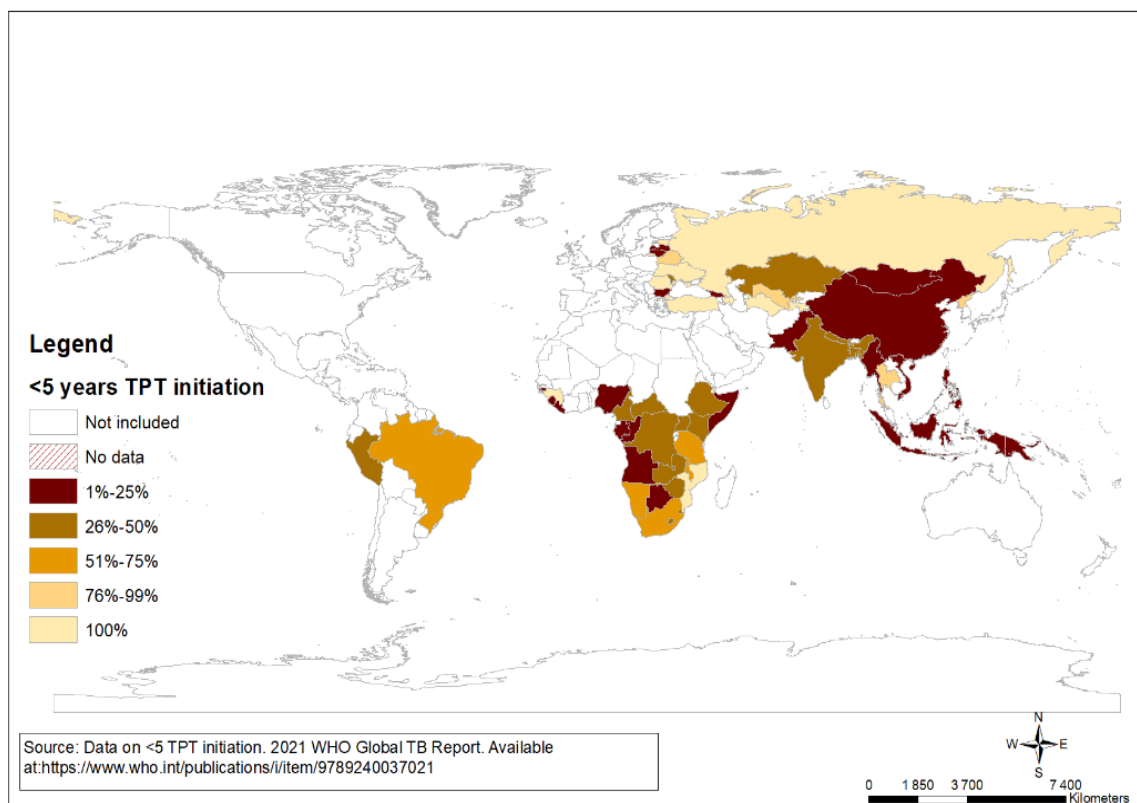 Legend
<5 years TPT initiation
Not included
No data
1%-25%
26%-50%
51%-75%
76%-99%
100%
Source: Data on <5 TPT initiation. 2021 WHO Global TB Report. Available
at:https://www.who.int/publications/i/item/9789240037021
N
W E
S
0 1 850 3 700 7 400
Kilometers